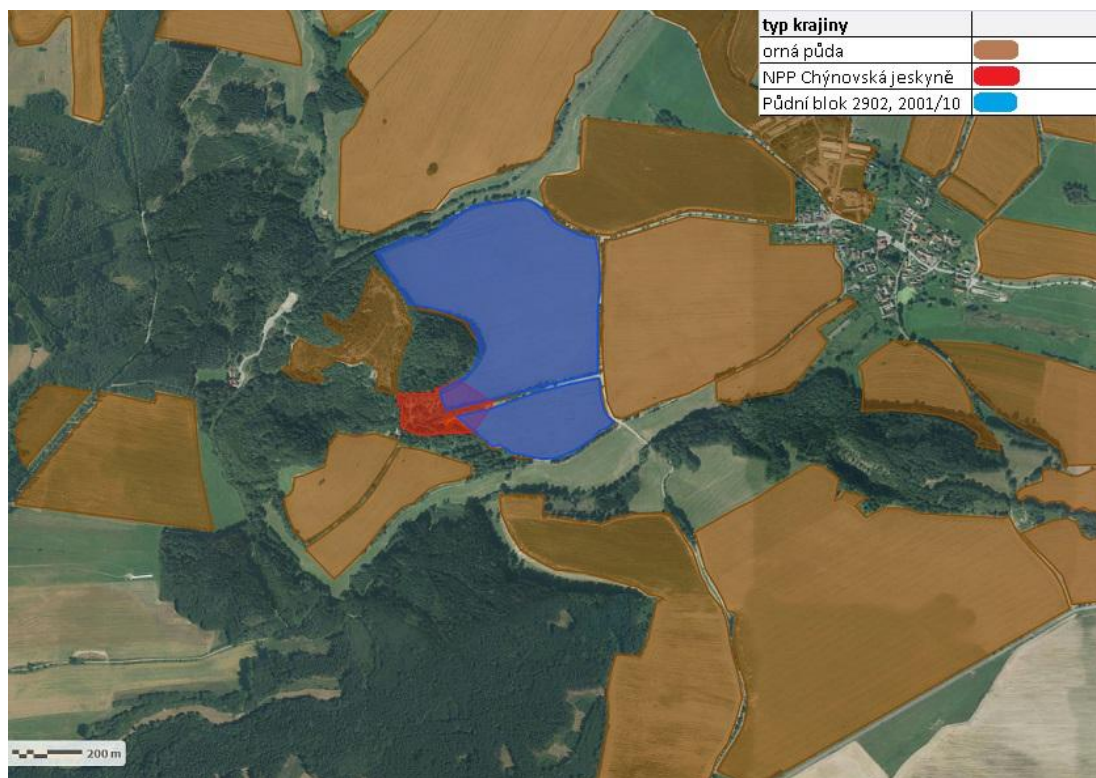 typ krajiny
orná půda
NPP Chýnovská jeskyně
Půdní blok 2902, 2001/10
200 m